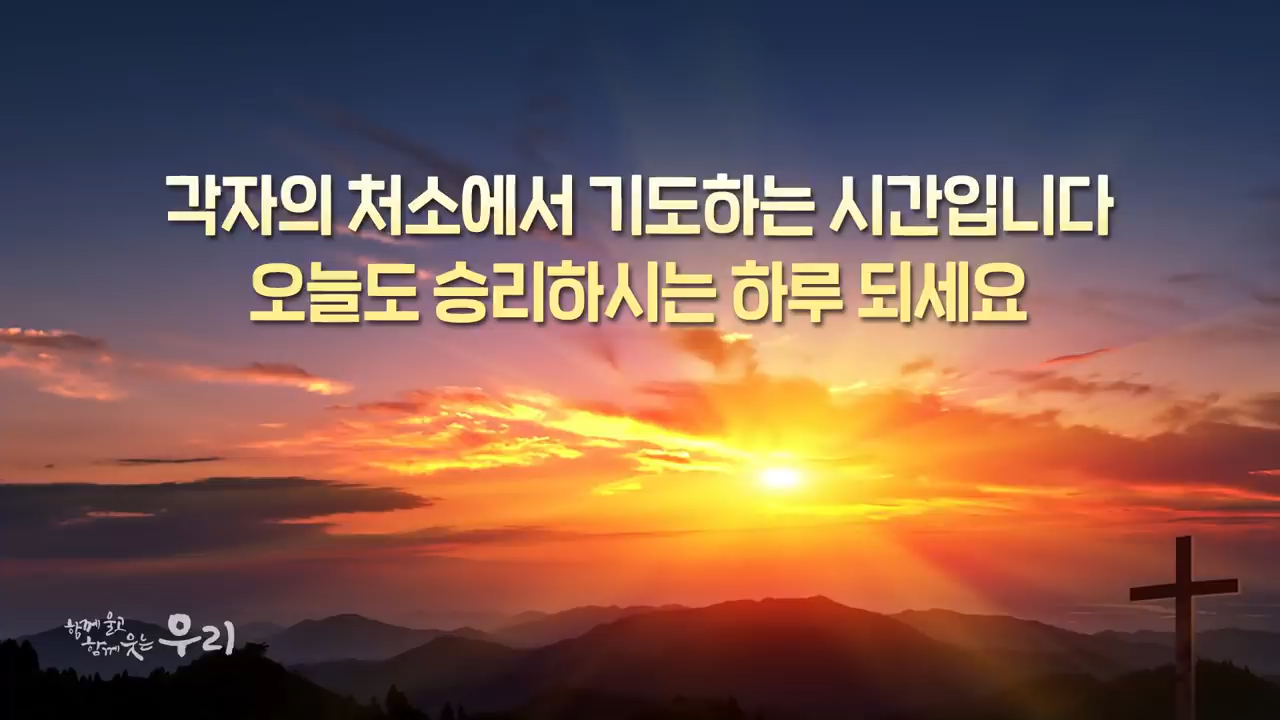 각자의 처소에서 기도하는 시간입니다
오늘도 승리하시는 하루 되세요
함께 울고
함께 웃는 우리